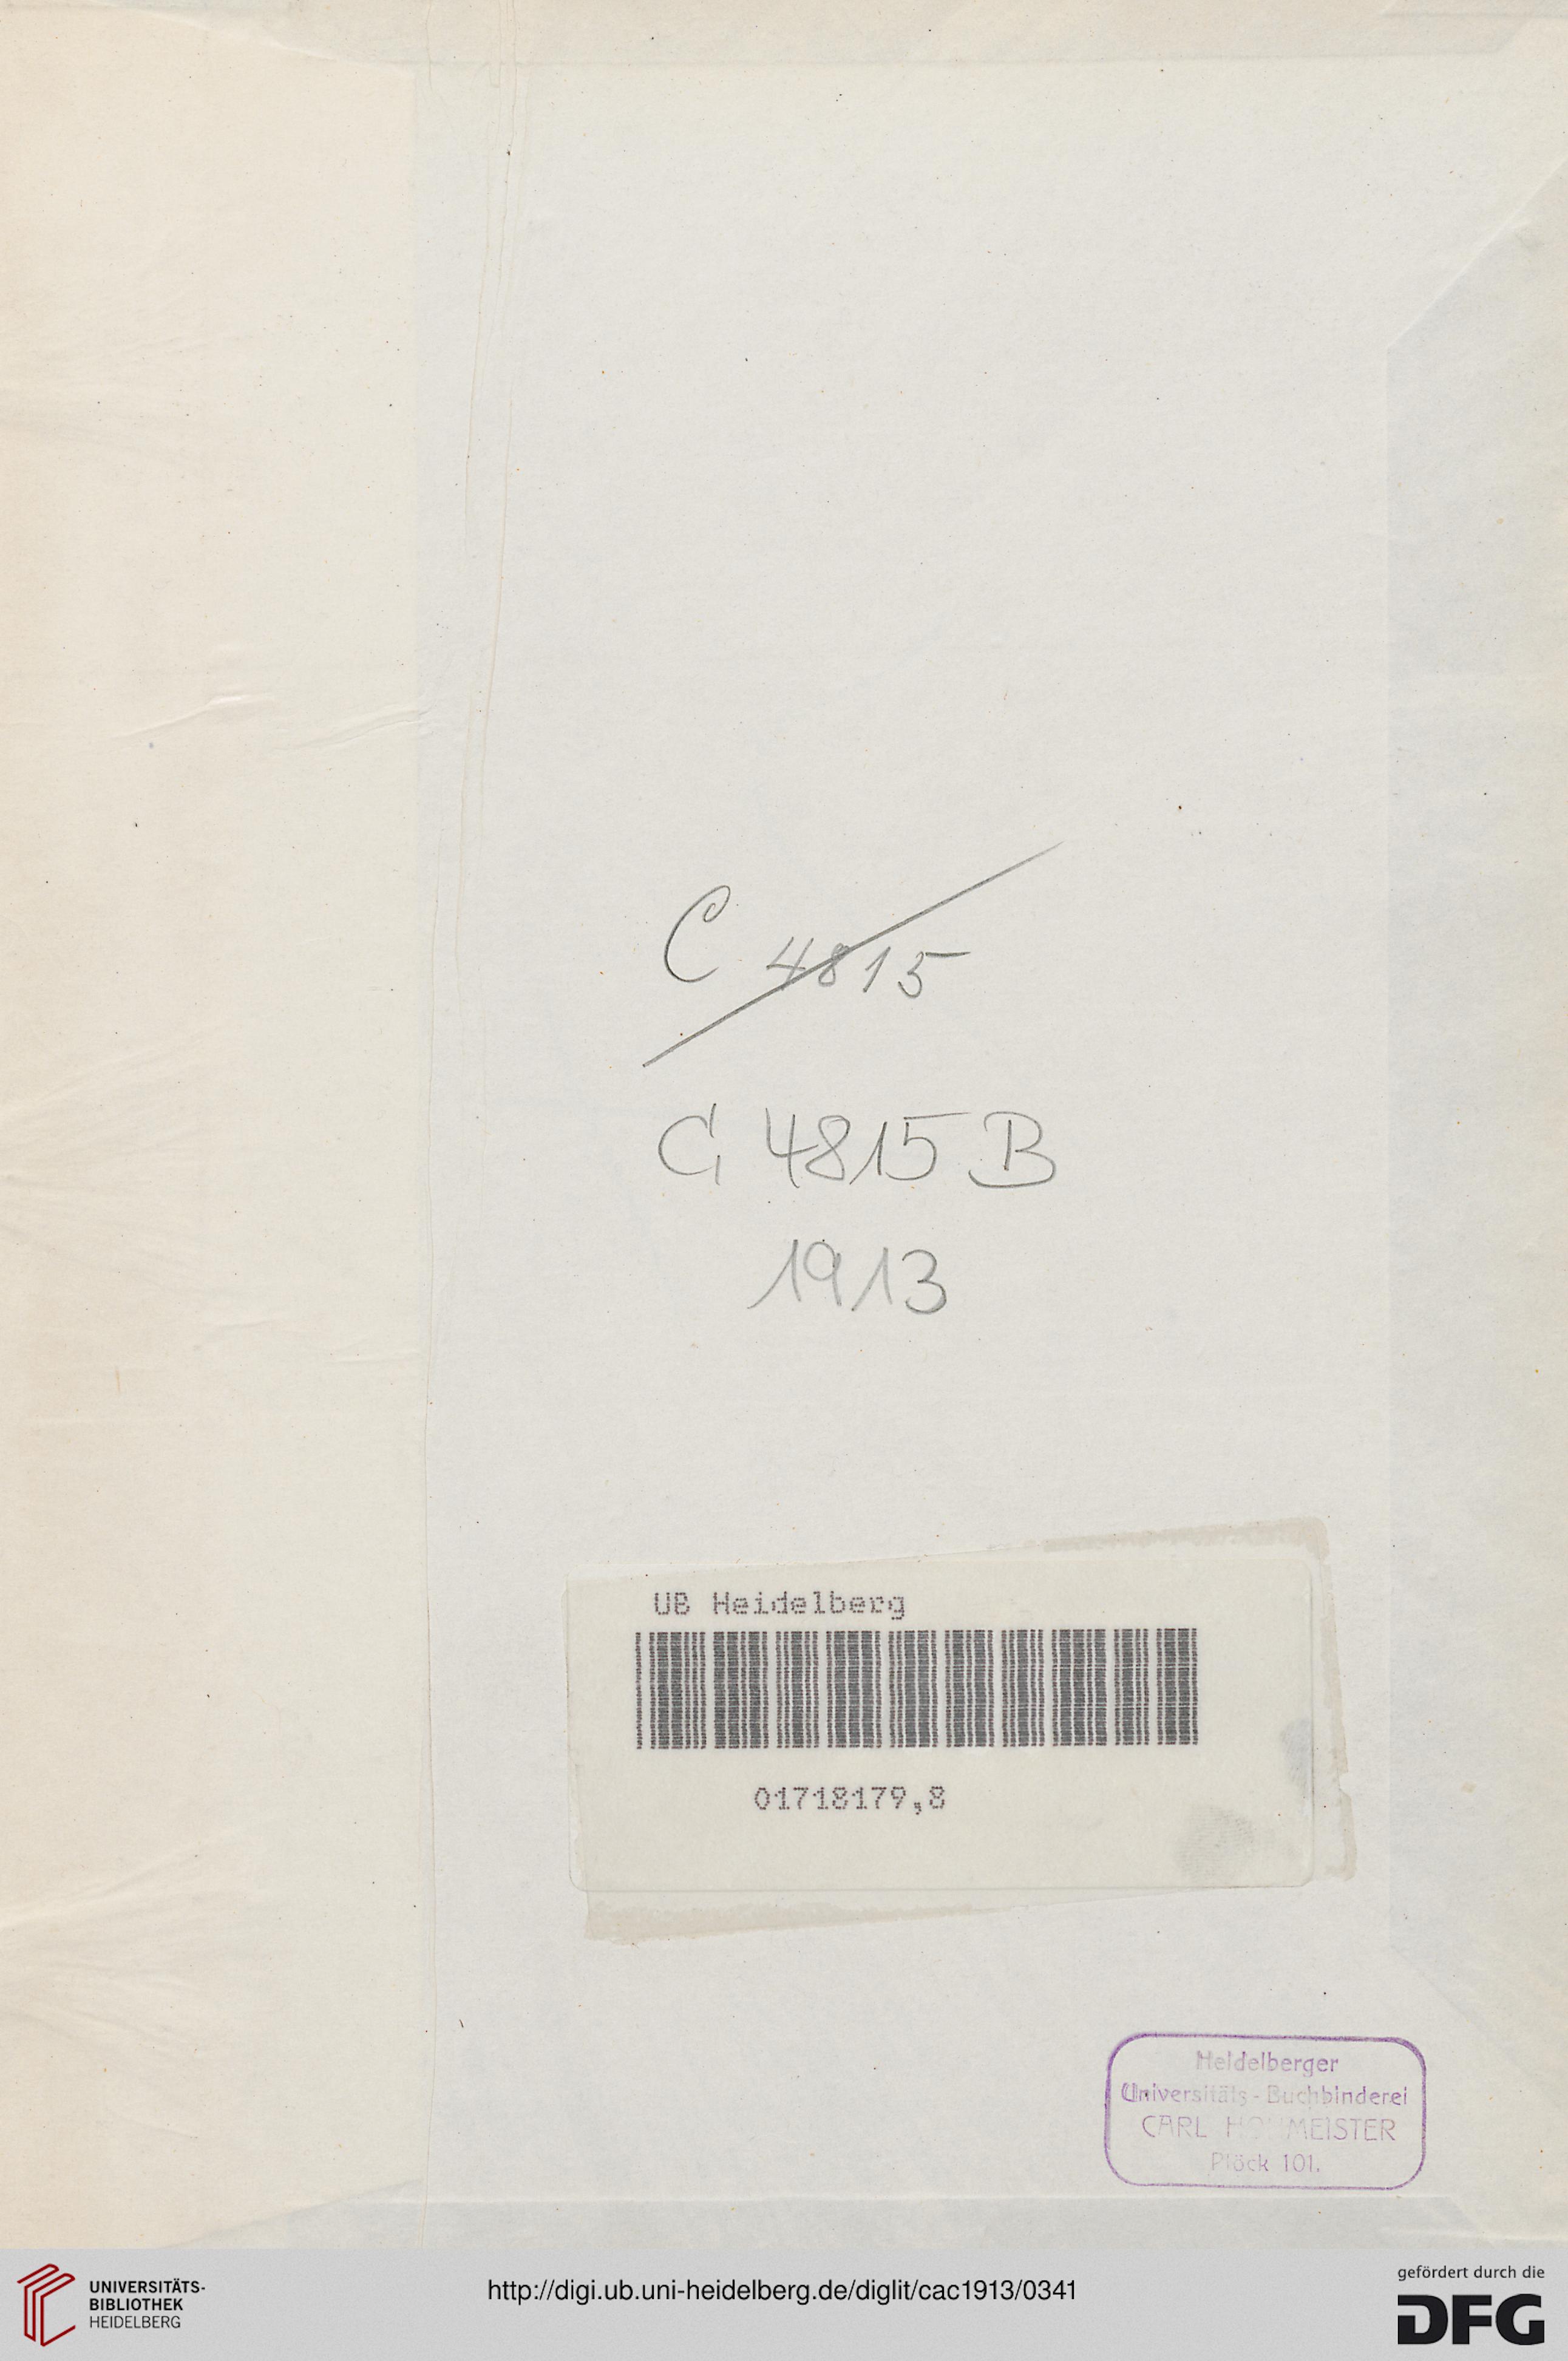 C 4815
C 4815 B
1913
UB Heidelberg
01718179,8
Heidelberger
Universitäts-Buchbinderei
CARL
Plöck 101.
UNIVERSITÄTS-
BIBLIOTHEK
HEIDELBERG
http://digi.ub.uni-heidelberg.de/diglit/cac1913/0341
gefördert durch die
DFG